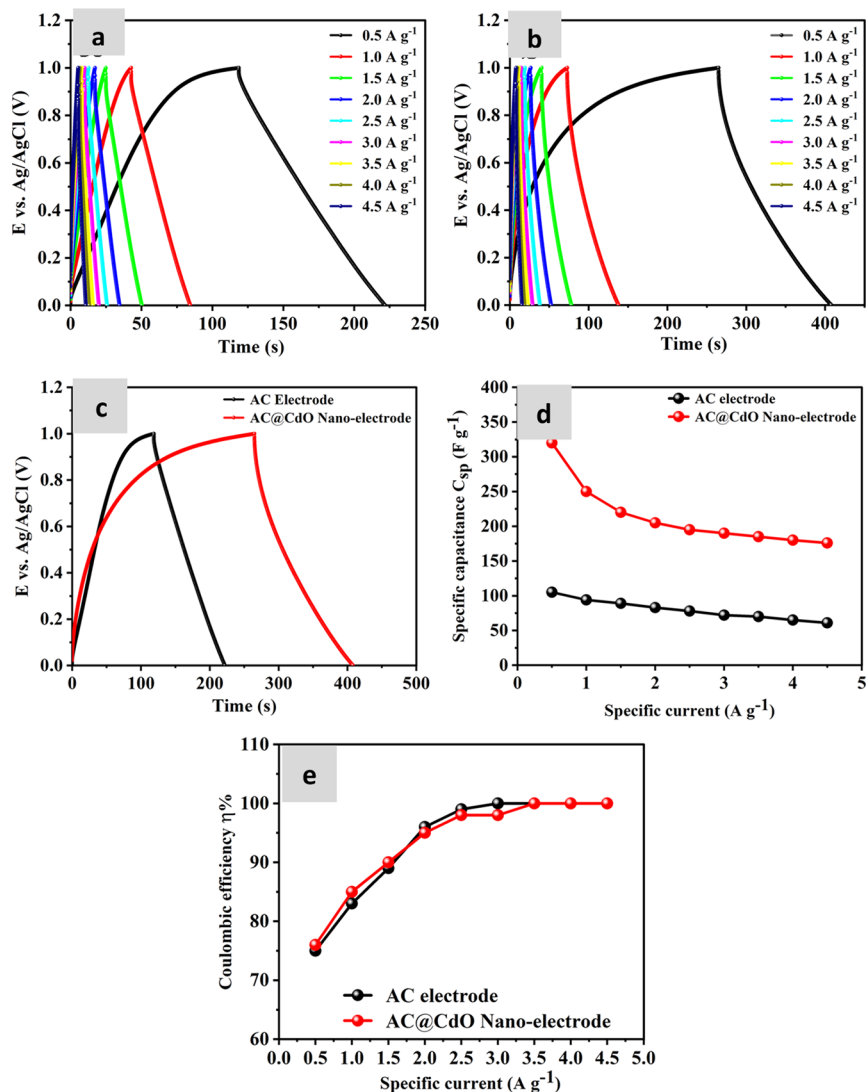 a
E vs. Ag/AgCl (V)
1.2
1.0
0.8
0.6
0.4
0.2
0.0
0.5 A g-1
1.0 A g-1
1.5 A g-1
2.0 A g-1
2.5 A g-1
3.0 A g-1
3.5 A g-1
4.0 A g-1
4.5 A g-1
0 50 100 150 200 250
Time (s)
b
E vs. Ag/AgCl (V)
1.2
1.0
0.8
0.6
0.4
0.2
0.0
0.5 A g-1
1.0 A g-1
1.5 A g-1
2.0 A g-1
2.5 A g-1
3.0 A g-1
3.5 A g-1
4.0 A g-1
4.5 A g-1
0 100 200 300 400
Time (s)
c
E vs. Ag/AgCl (V)
1.2
1.0
0.8
0.6
0.4
0.2
0.0
AC Electrode
AC@CdO Nano-electrode
0 100 200 300 400 500
Time (s)
d
Specific capacitance Csp (F g-1)
400
350
300
250
200
150
100
50
0
AC electrode
AC@CdO Nano-electrode
0 1 2 3 4 5
Specific current (A g-1)
e
Coulombic efficiency η%
110
100
90
80
70
60
AC electrode
AC@CdO Nano-electrode
0.0 0.5 1.0 1.5 2.0 2.5 3.0 3.5 4.0 4.5 5.0
Specific current (A g-1)